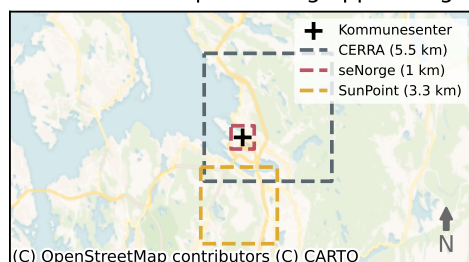 Kommunesenter
CERRA (5.5 km)
seNorge (1 km)
SunPoint (3.3 km)
N
(C) OpenStreetMap contributors (C) CARTO